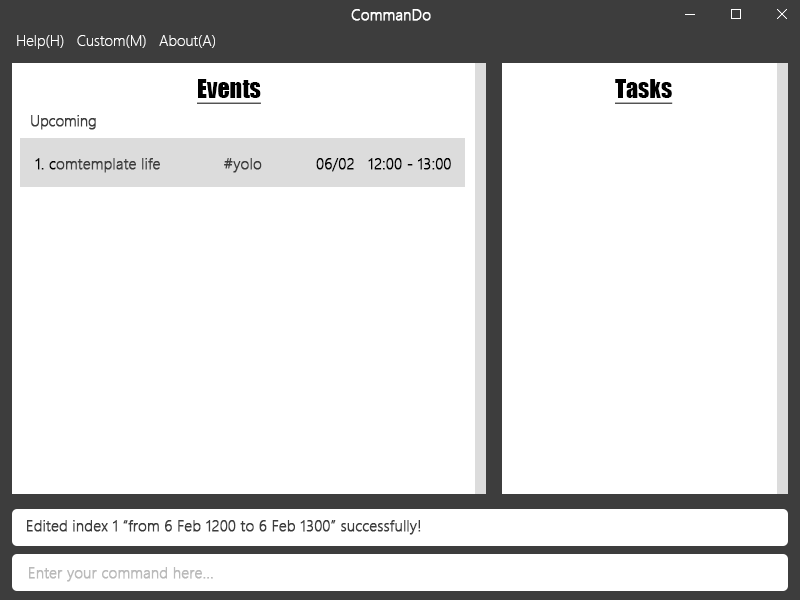 CommanDo
Help(H) Custom(M) About(A)
Events
Upcoming
1. comtemplate life #yolo 06/02 12:00 - 13:00
Tasks
Edited index 1 “from 6 Feb 1200 to 6 Feb 1300” successfully!
Enter your command here...